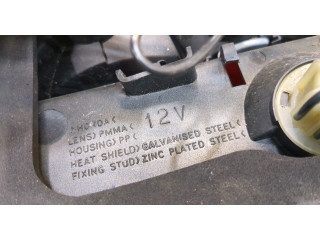 12V
LENS>PMMA<
HOUSING>PP<
HEAT SHIELD>GALVANISED STEEL<
FIXING STUD>ZINC PLATED STEEL<